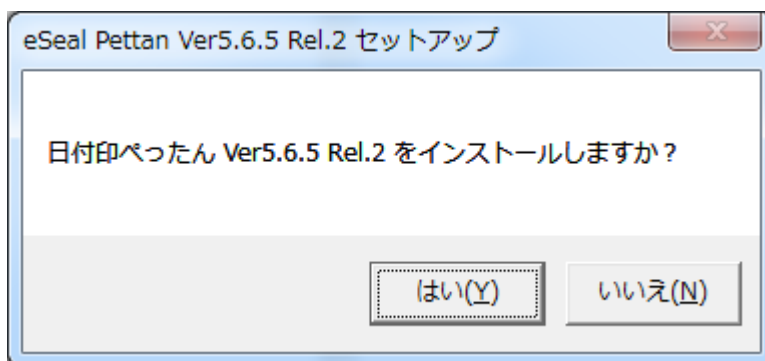 eSeal Pettan Ver5.6.5 Rel.2 セットアップ
日付印ぺったん Ver5.6.5 Rel.2 をインストールしますか？
はい(Y)
いいえ(N)